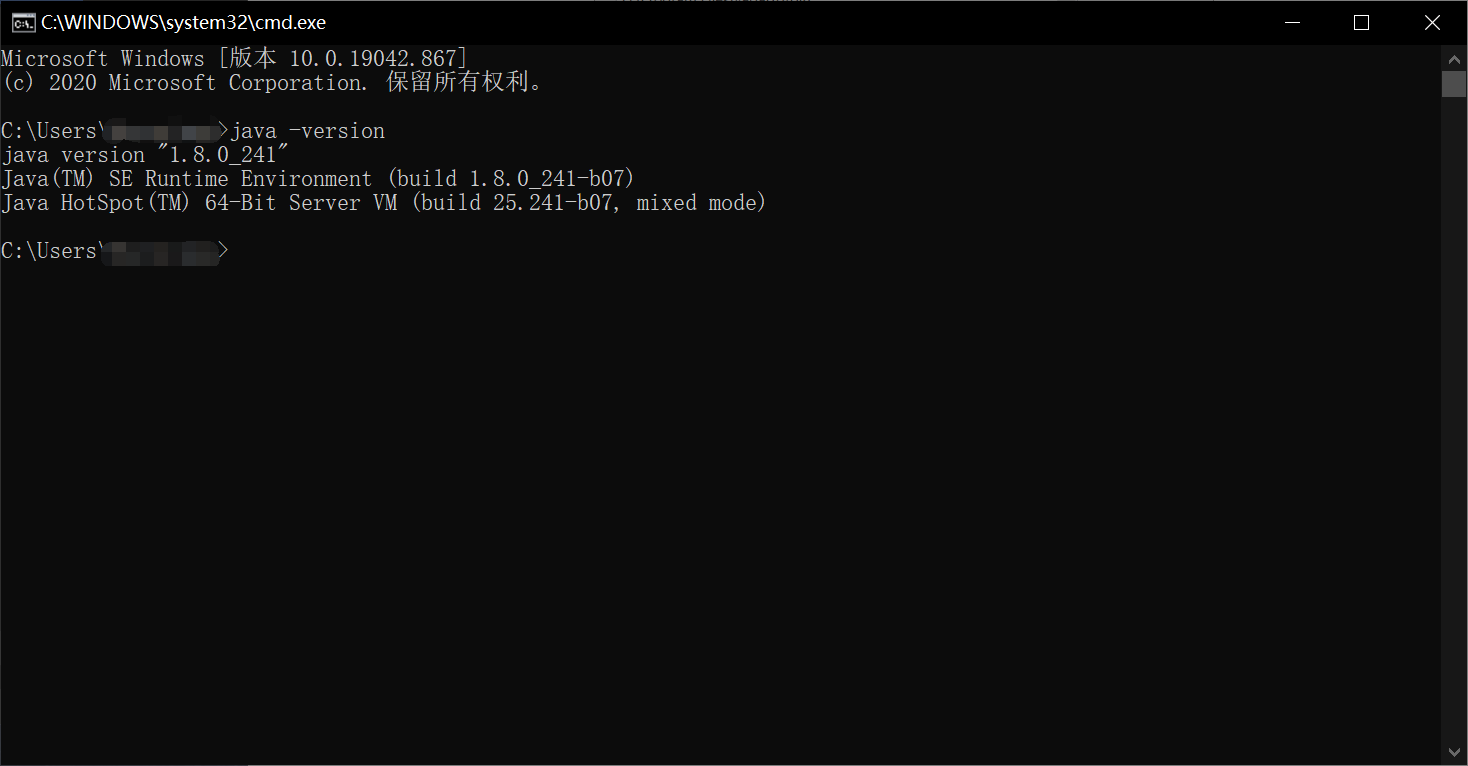 C:\WINDOWS\system32\cmd.exe
Microsoft Windows [版本 10.0.19042.867]
(c) 2020 Microsoft Corporation. 保留所有权利。
C:\Users\>java -version
java version "1.8.0_241"
Java(TM) SE Runtime Environment (build 1.8.0_241-b07)
Java HotSpot(TM) 64-Bit Server VM (build 25.241-b07, mixed mode)
C:\Users\>